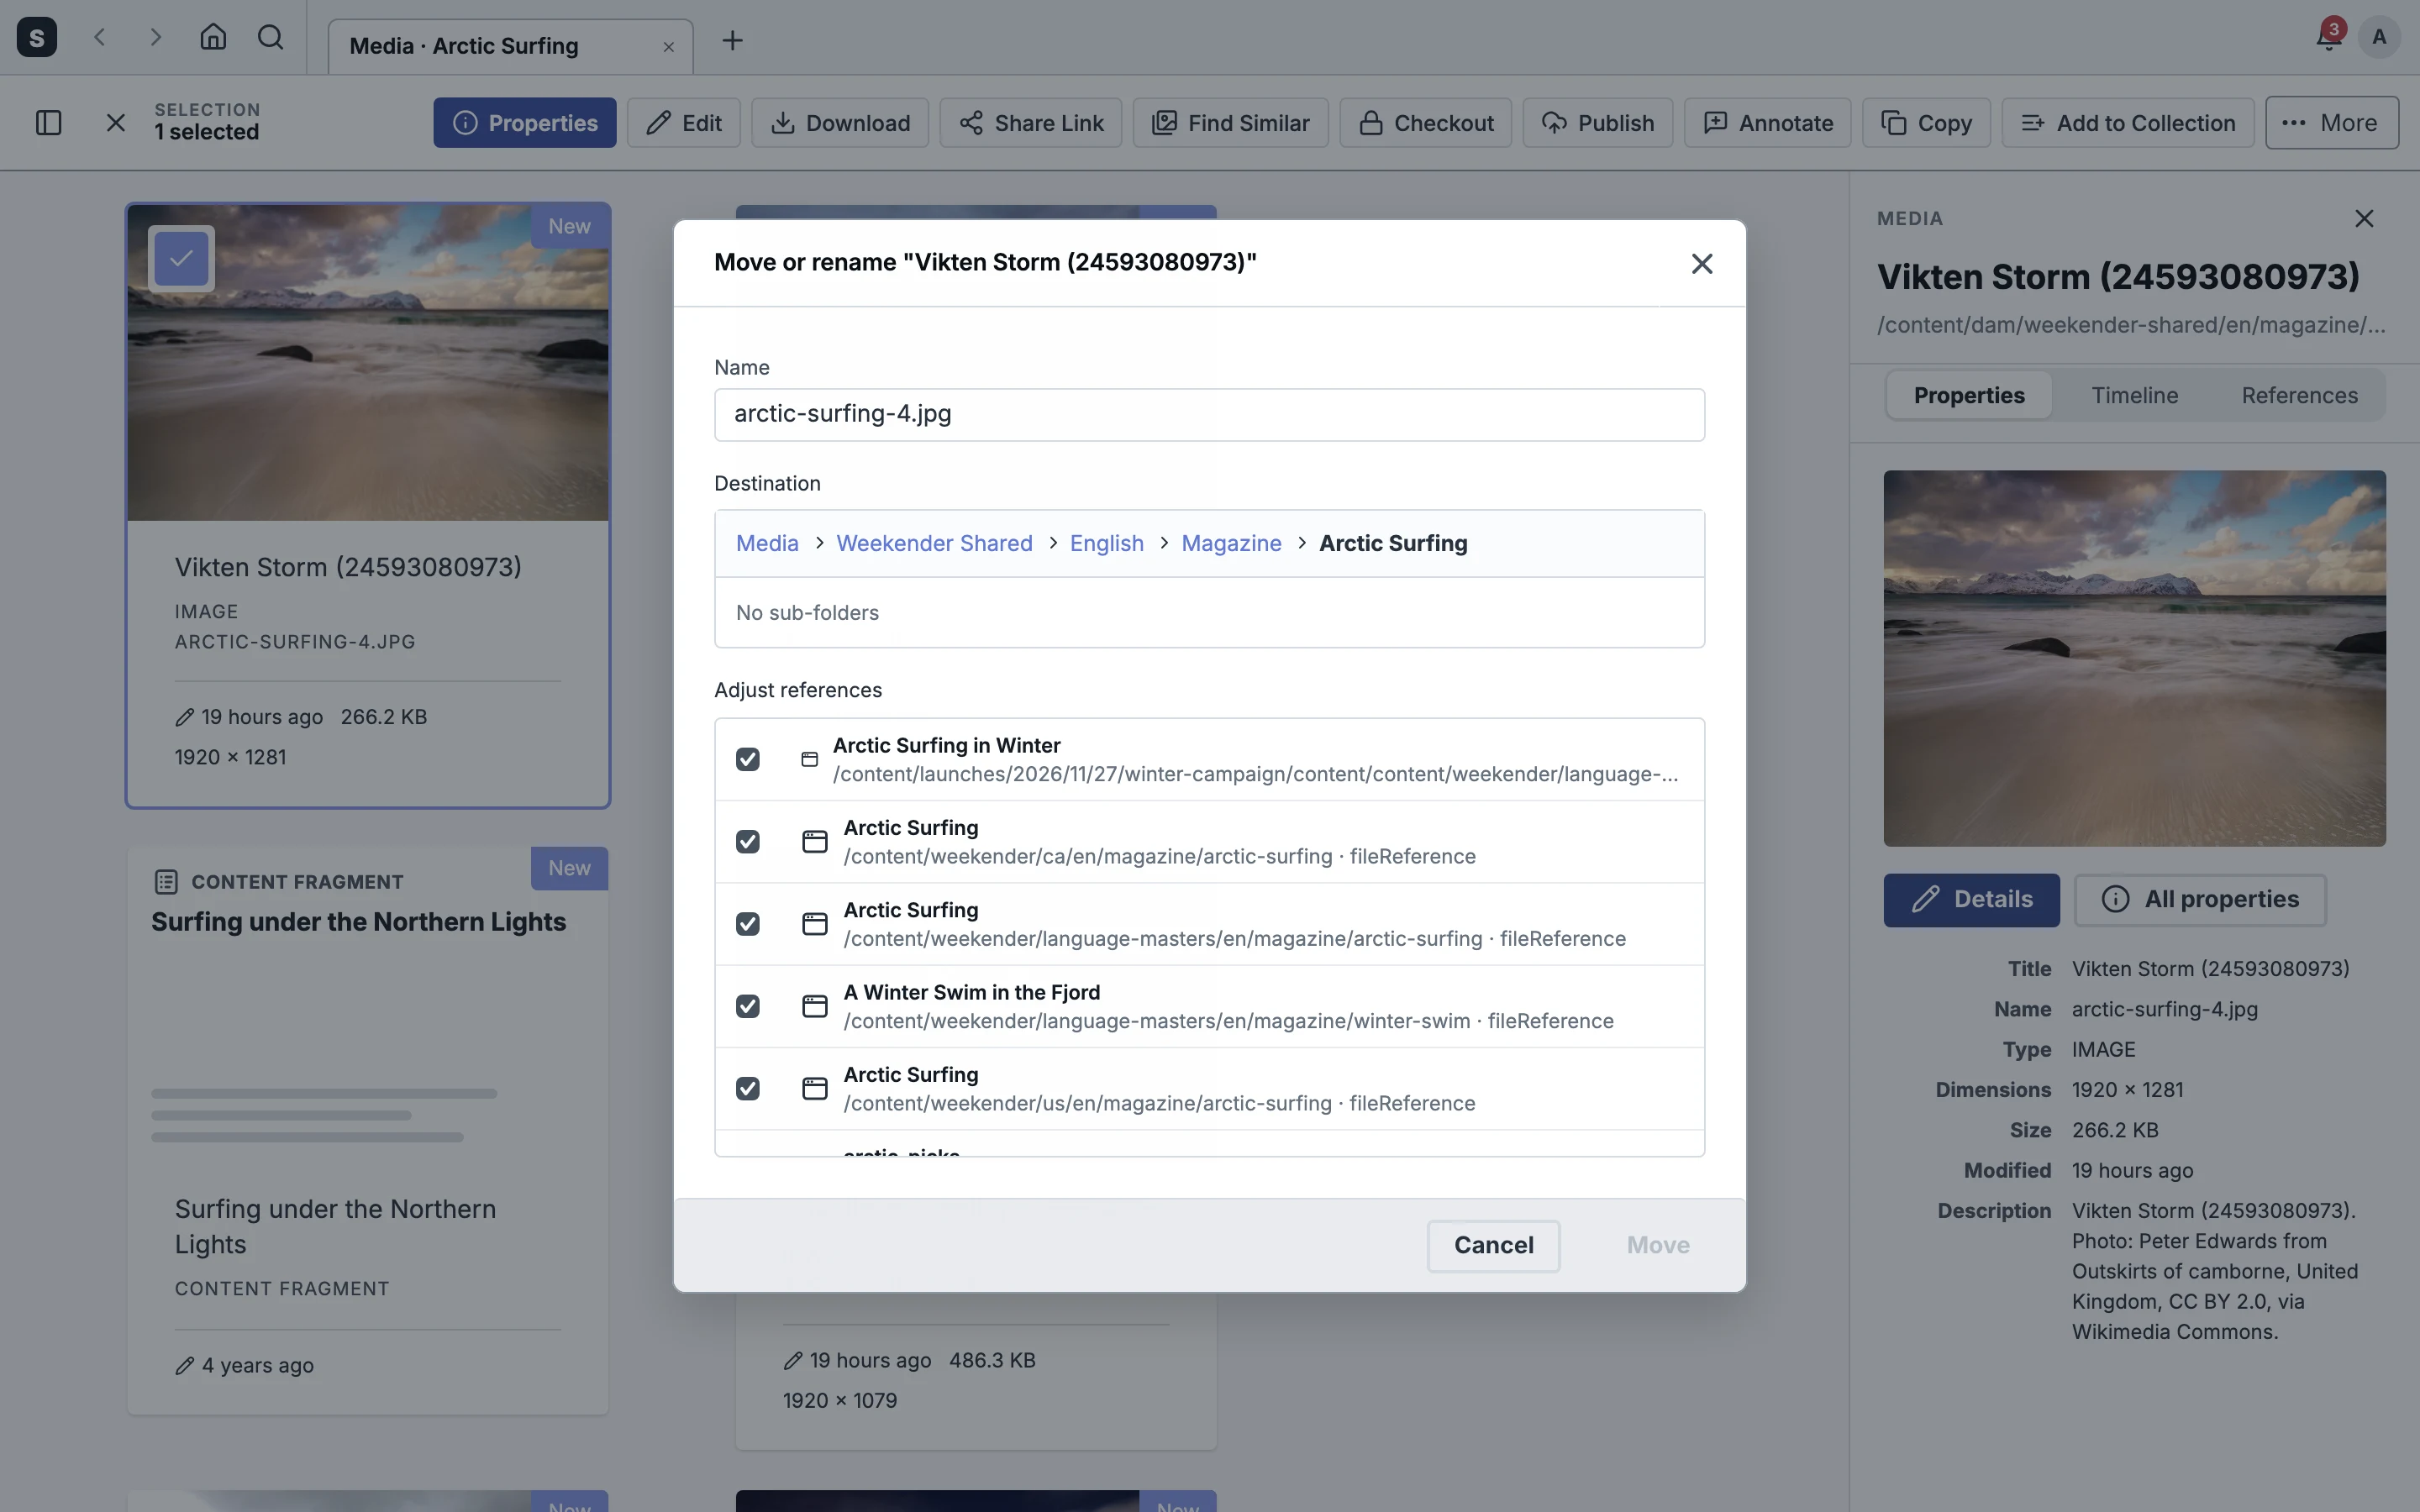 S
Media · Arctic Surfing
3
A
SELECTION
1 selected
Properties
Edit
Download
Share Link
Find Similar
Checkout
Publish
Annotate
Copy
Add to Collection
More
New
Vikten Storm (24593080973)
IMAGE
ARCTIC-SURFING-4.JPG
19 hours ago 266.2 KB
1920 × 1281
New
CONTENT FRAGMENT
Surfing under the Northern Lights
Surfing under the Northern
Lights
CONTENT FRAGMENT
4 years ago
New
Move or rename "Vikten Storm (24593080973)"
Name
arctic-surfing-4.jpg
Destination
Media > Weekender Shared > English > Magazine > Arctic Surfing
No sub-folders
Adjust references
Arctic Surfing in Winter
/content/launches/2026/11/27/winter-campaign/content/content/weekender/language-...
Arctic Surfing
/content/weekender/ca/en/magazine/arctic-surfing · fileReference
Arctic Surfing
/content/weekender/language-masters/en/magazine/arctic-surfing · fileReference
A Winter Swim in the Fjord
/content/weekender/language-masters/en/magazine/winter-swim · fileReference
Arctic Surfing
/content/weekender/us/en/magazine/arctic-surfing · fileReference
arctic-picks
Cancel
Move
19 hours ago 486.3 KB
1920 × 1079
New
MEDIA
Vikten Storm (24593080973)
/content/dam/weekender-shared/en/magazine/...
Properties
Timeline
References
Details
All properties
Title Vikten Storm (24593080973)
Name arctic-surfing-4.jpg
Type IMAGE
Dimensions 1920 × 1281
Size 266.2 KB
Modified 19 hours ago
Description Vikten Storm (24593080973).
Photo: Peter Edwards from
Outskirts of camborne, United
Kingdom, CC BY 2.0, via
Wikimedia Commons.